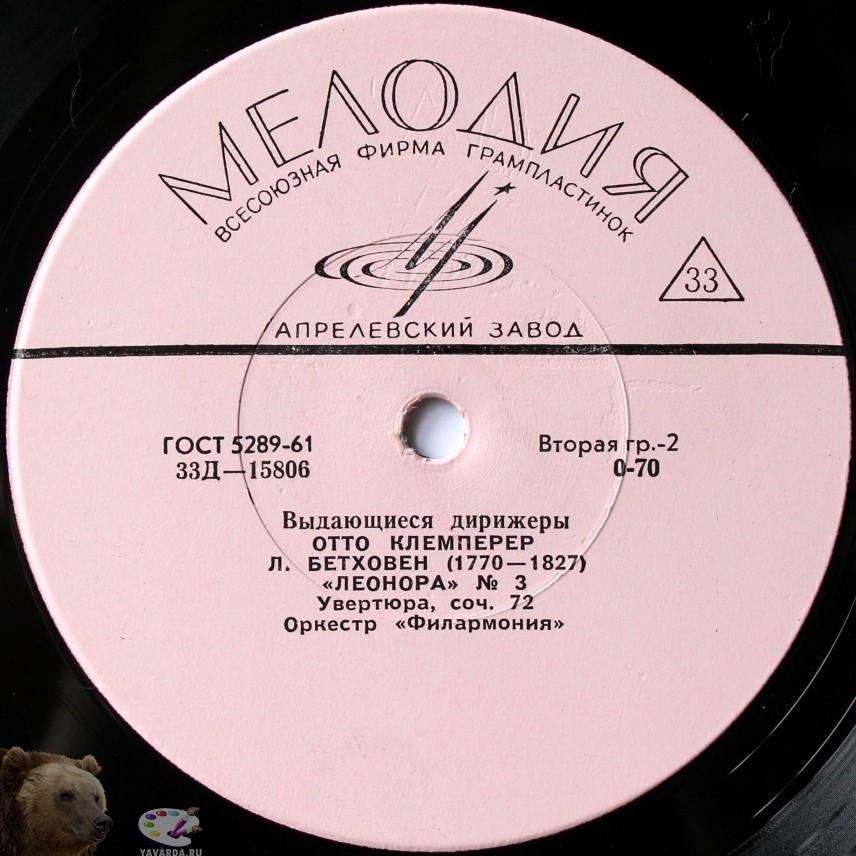 МЕЛОДИЯ
ВСЕСОЮЗНАЯ ФИРМА ГРАМПЛАСТИНОК
33
АПРЕЛЕВСКИЙ ЗАВОД
ГОСТ 5289-61
33Д—15806
Вторая гр.-2
0-70
Выдающиеся дирижеры
ОТТО КЛЕМПЕРЕР
Л. БЕТХОВЕН (1770—1827)
«ЛЕОНОРА» № 3
Увертюра, соч. 72
Оркестр «Филармония»
YAVARDA.RU